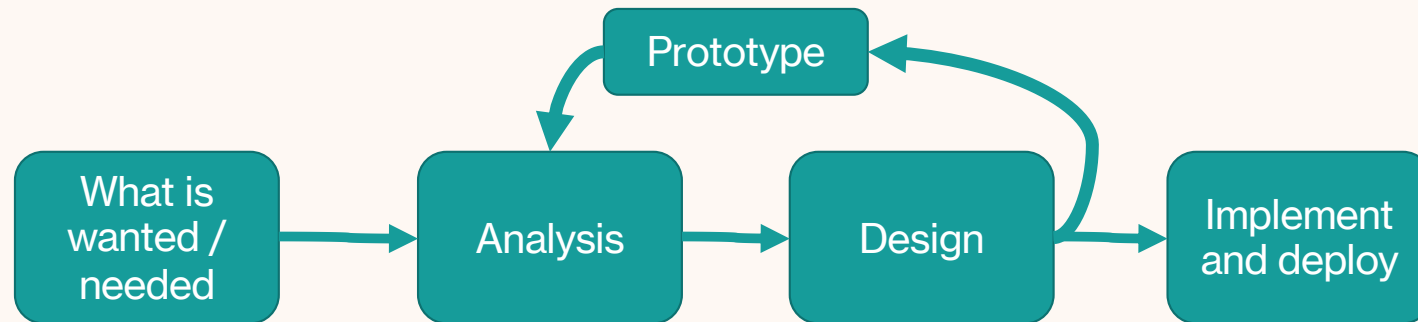 Prototype
What is
wanted /
needed
Analysis
Design
Implement
and deploy